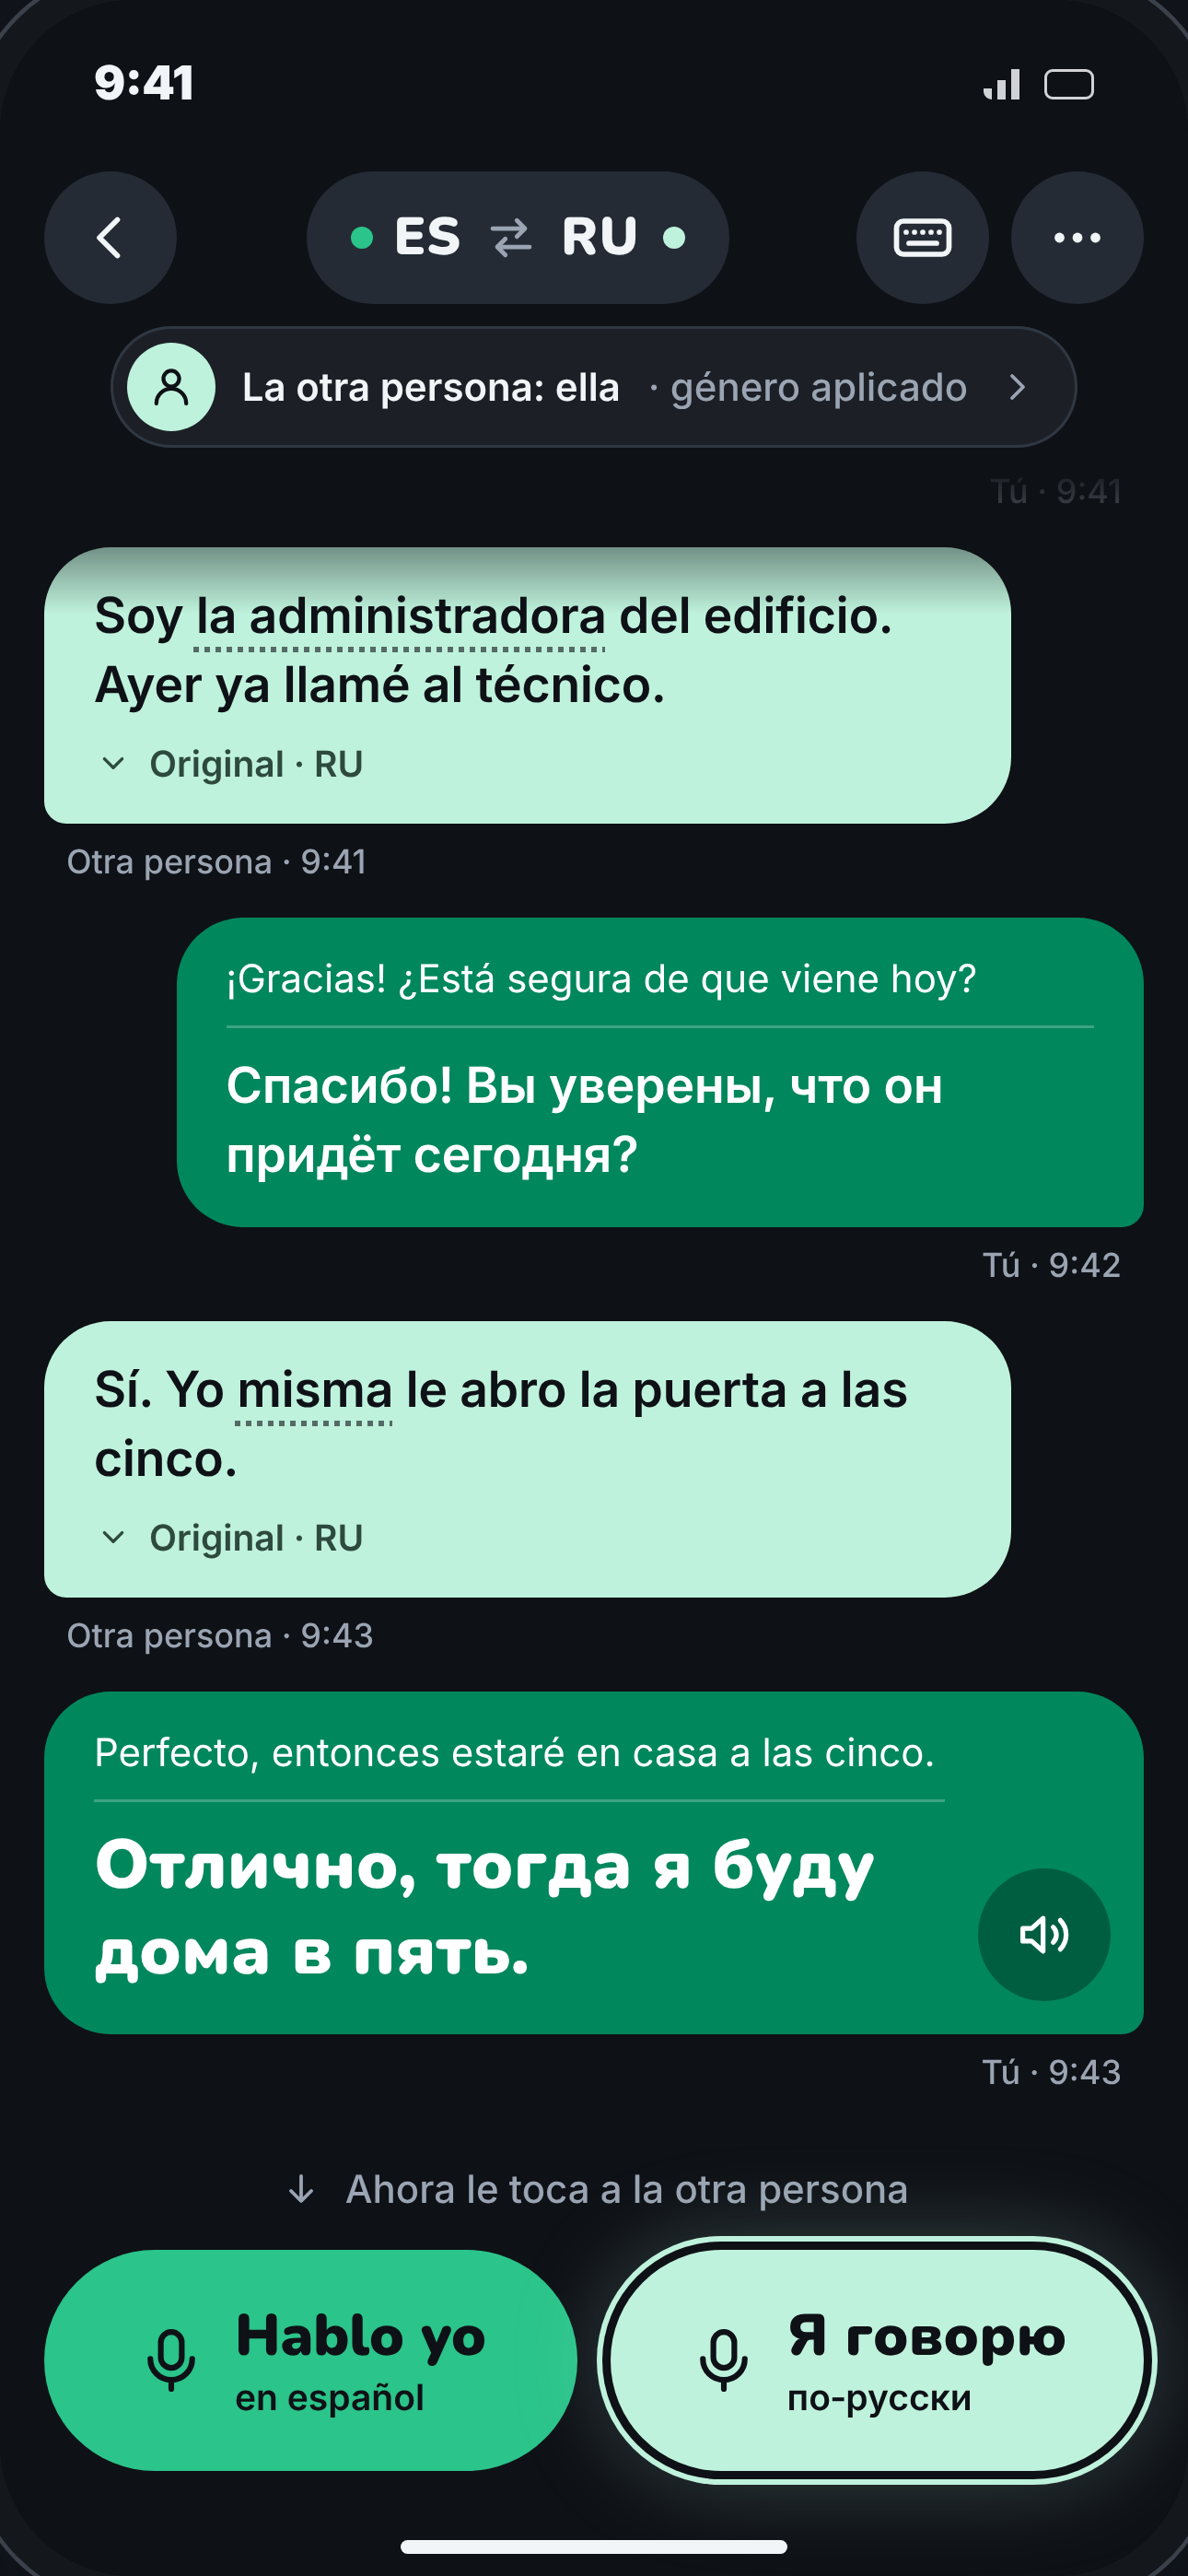 9:41
ES RU
La otra persona: ella · género aplicado
Tú · 9:41
Soy la administradora del edificio.
Ayer ya llamé al técnico.
Original · RU
Otra persona · 9:41
¡Gracias! ¿Está segura de que viene hoy?
Спасибо! Вы уверены, что он
придёт сегодня?
Tú · 9:42
Sí. Yo misma le abro la puerta a las
cinco.
Original · RU
Otra persona · 9:43
Perfecto, entonces estaré en casa a las cinco.
Отлично, тогда я буду
дома в пять.
Tú · 9:43
Ahora le toca a la otra persona
Hablo yo
en español
Я говорю
по-русски